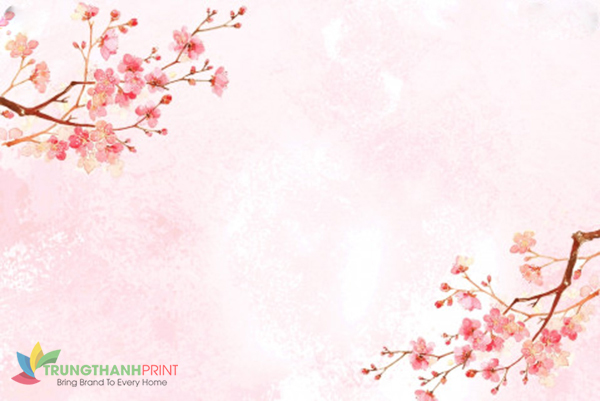 TRUNGTHANHPRINT
Bring Brand To Every Home